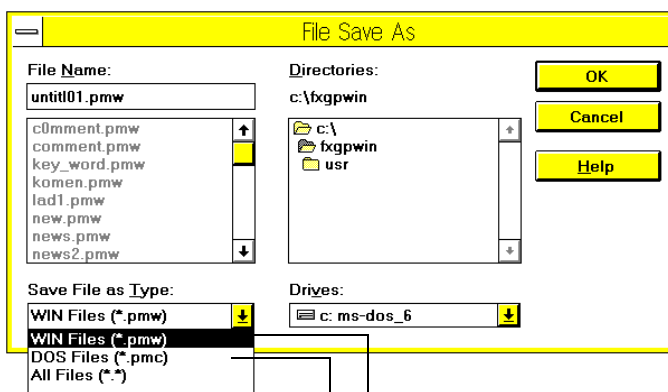 File Save As
File Name:
untitl01.pmw
c0mment.pmw
comment.pmw
key_word.pmw
komen.pmw
lad1.pmw
new.pmw
news.pmw
news2.pmw
Directories:
c:\fxgpwin
c:\
fxgpwin
usr
OK
Cancel
Help
Save File as Type:
WIN Files (*.pmw)
WIN Files (*.pmw)
DOS Files (*.pmc)
All Files (*.*)
Drives:
c: ms-dos_6